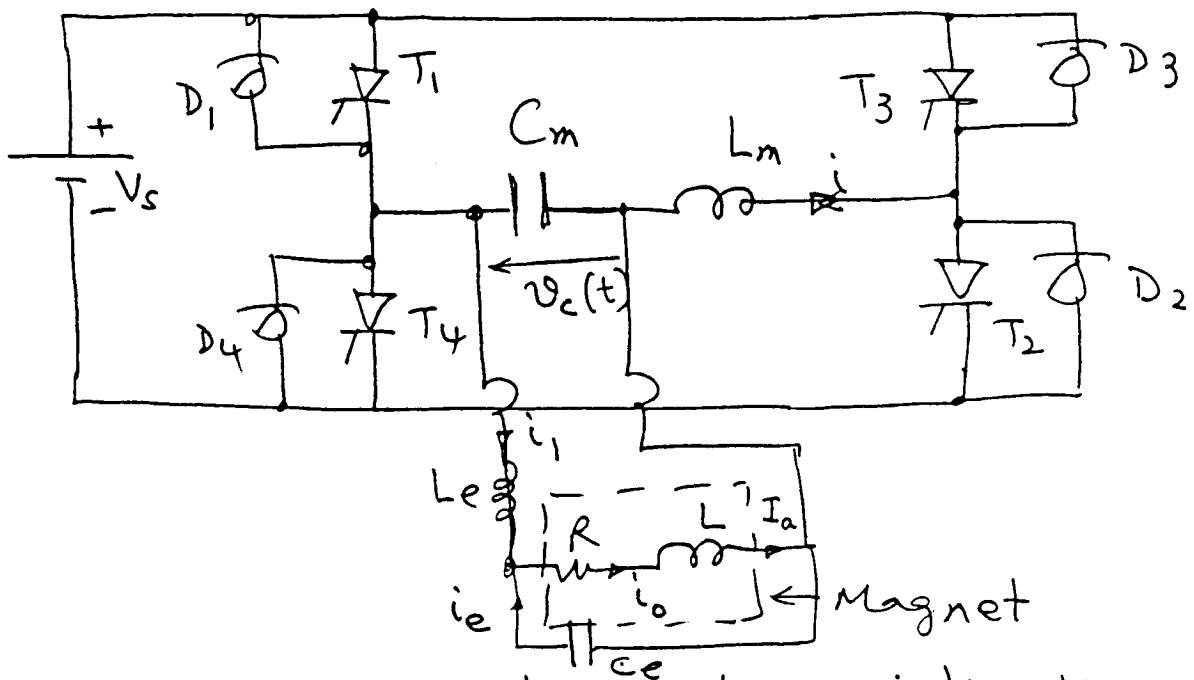 D1
T1
T3
D3
+
- Vs
Cm
Lm
i
vc(t)
D4
T4
T2
D2
i1
Le
R
L
Ia
io
ie
Magnet
Ce